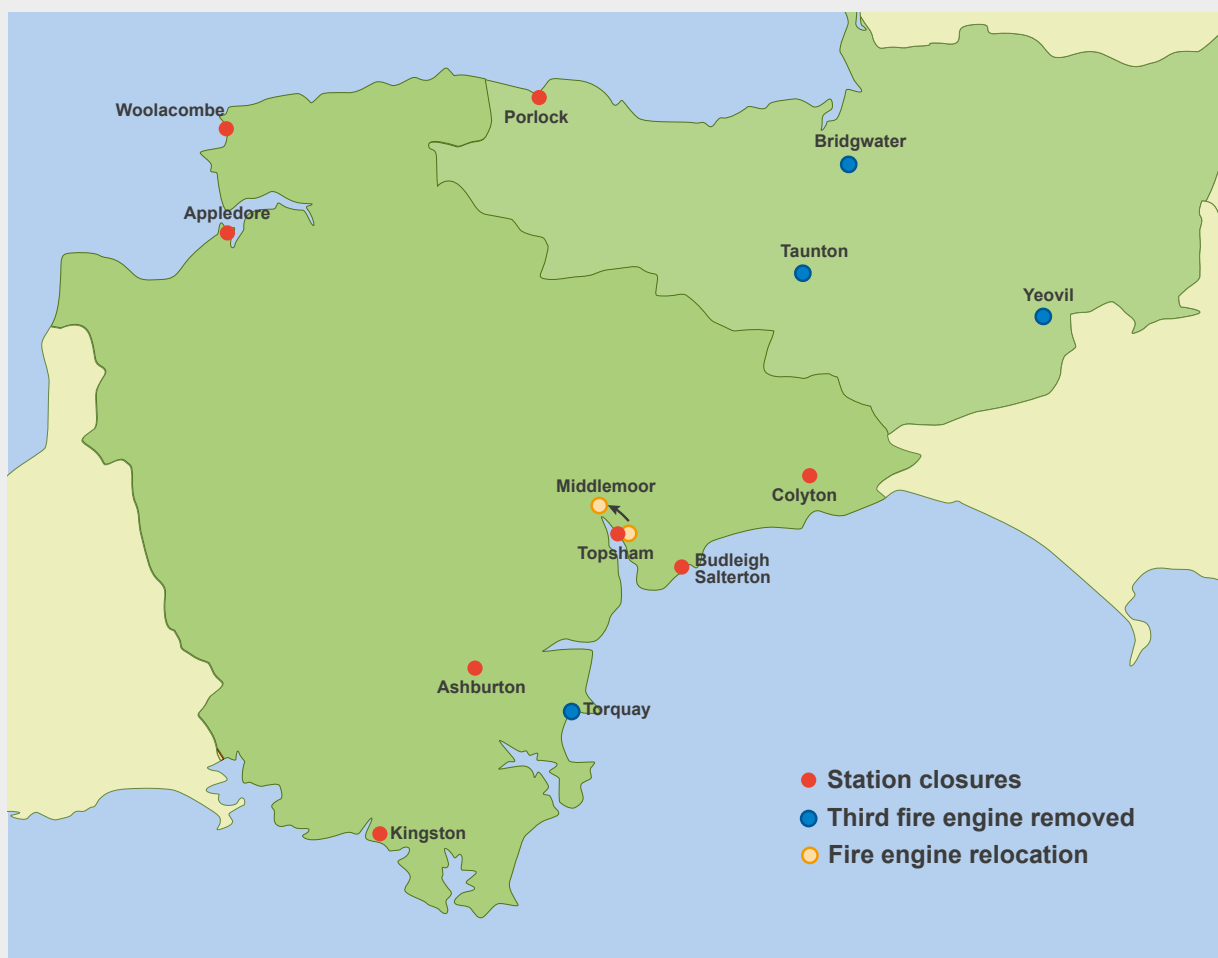 Woolacombe
Porlock
Bridgwater
Appledore
Taunton
Yeovil
Middlemoor
Colyton
Topsham
Budleigh
Salterton
Ashburton
Torquay
Kingston
Station closures
Third fire engine removed
Fire engine relocation